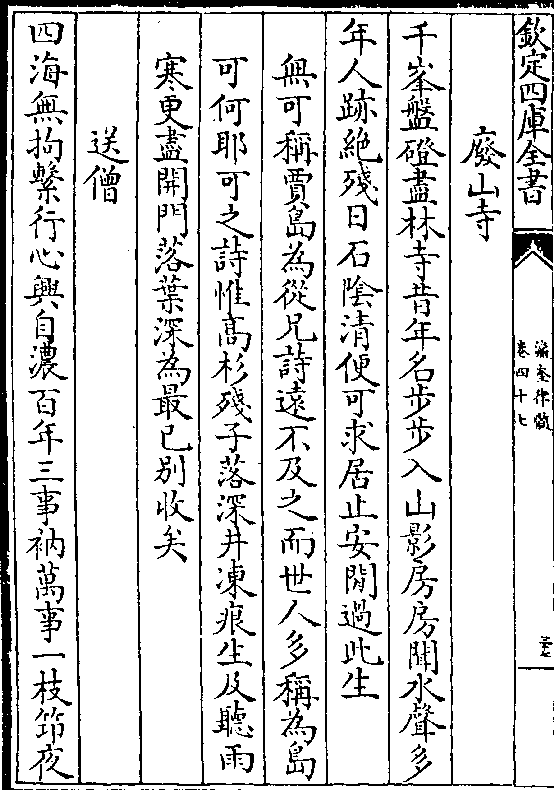 欽定四庫全書
瀛奎律髓
卷四十七
廢山寺
千峯盤磴盡林寺昔年名步步入山影房房聞水聲多
年人跡絶殘日石陰清便可求居止安閒過此生
無可稱賈島為從兄詩遠不及之而世人多稱為島
可何耶可之詩惟髙杉殘子落深井凍痕生及聽雨
寒更盡開門落葉深為最已别收矣
送僧
四海無拘繫行心興自濃百年三事衲萬事一枝笻夜